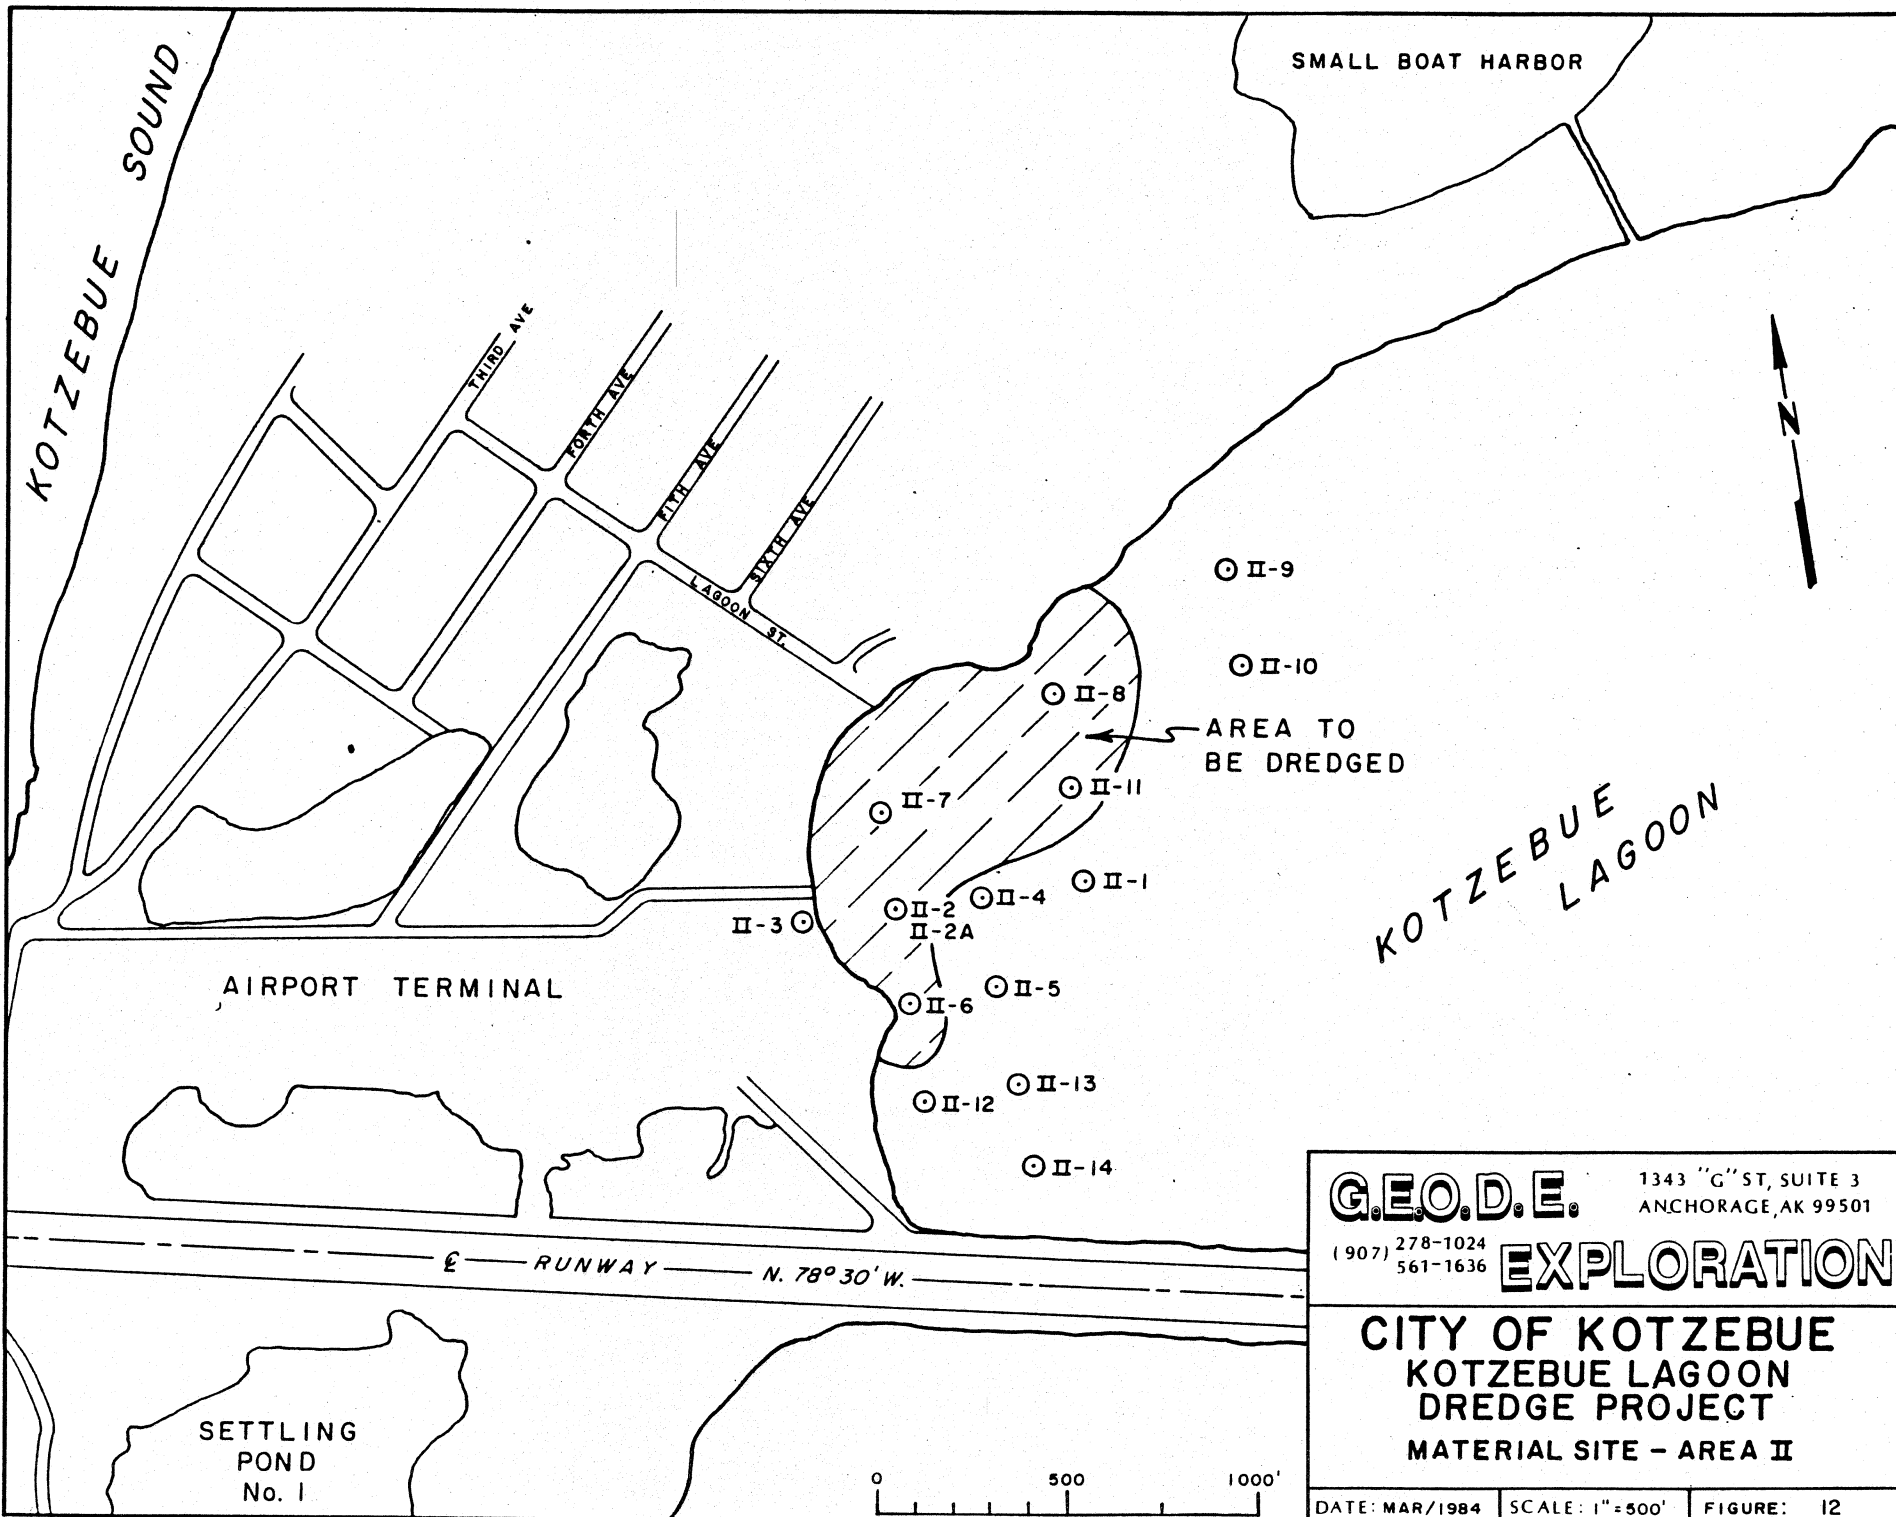 SMALL BOAT HARBOR
KOTZEBUE SOUND
THIRD AVE
FORTH AVE
FITH AVE
SIXTH AVE
LAGOON ST.
N
II-9
II-10
II-8
AREA TO
BE DREDGED
II-11
II-7
II-1
II-4
II-2
II-2A
II-3
KOTZEBUE
LAGOON
AIRPORT TERMINAL
II-5
II-6
II-13
II-12
II-14
℄ RUNWAY N. 78° 30' W.
SETTLING
POND
No. 1
0 500 1000'
G.E.O.D.E.
1343 "G" ST, SUITE 3
ANCHORAGE, AK 99501
(907) 278-1024
561-1636
EXPLORATION
CITY OF KOTZEBUE
KOTZEBUE LAGOON
DREDGE PROJECT
MATERIAL SITE - AREA II
DATE: MAR/1984 SCALE: 1"=500' FIGURE: 12